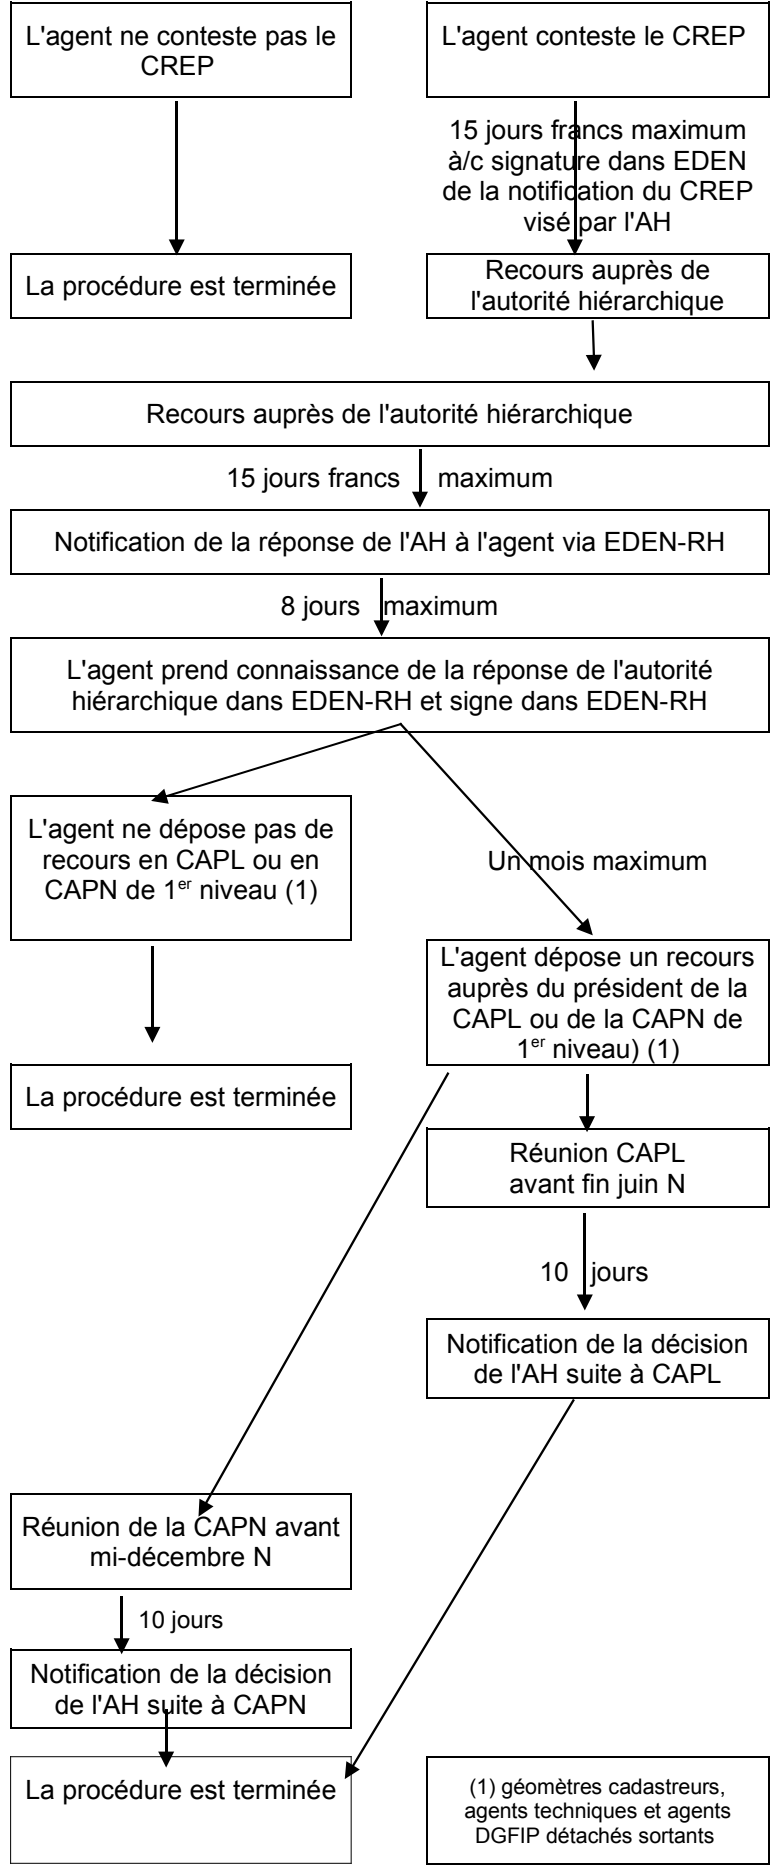 L'agent ne conteste pas le
CREP
L'agent conteste le CREP
15 jours francs maximum
à/c signature dans EDEN
de la notification du CREP
visé par l'AH
La procédure est terminée
Recours auprès de
l'autorité hiérarchique
Recours auprès de l'autorité hiérarchique
15 jours francs maximum
Notification de la réponse de l'AH à l'agent via EDEN-RH
8 jours maximum
L'agent prend connaissance de la réponse de l'autorité
hiérarchique dans EDEN-RH et signe dans EDEN-RH
L'agent ne dépose pas de
recours en CAPL ou en
CAPN de 1er niveau (1)
Un mois maximum
L'agent dépose un recours
auprès du président de la
CAPL ou de la CAPN de
1er niveau) (1)
La procédure est terminée
Réunion CAPL
avant fin juin N
10 jours
Notification de la décision
de l'AH suite à CAPL
Réunion de la CAPN avant
mi-décembre N
10 jours
Notification de la décision
de l'AH suite à CAPN
La procédure est terminée
(1) géomètres cadastreurs,
agents techniques et agents
DGFIP détachés sortants